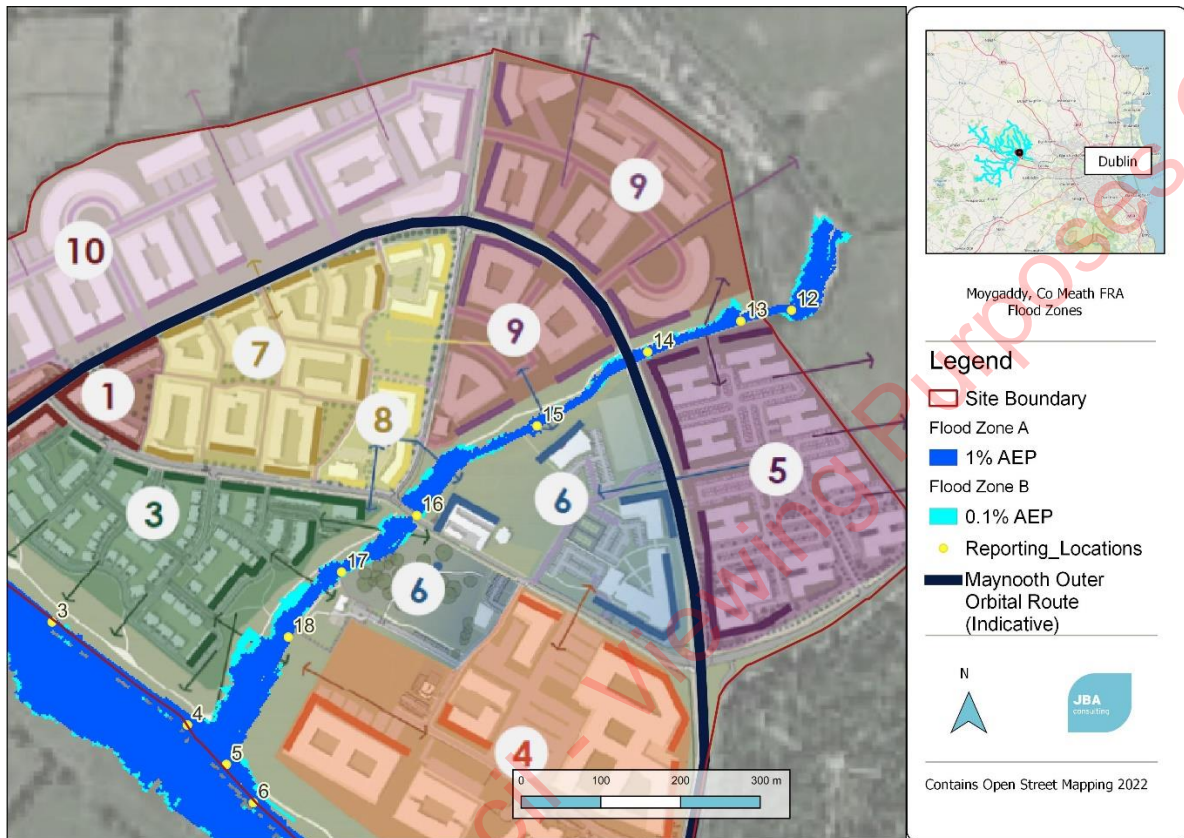 10
9
9
7
8
1
3
6
6
5
4
12
13
14
15
16
17
18
3
4
5
6
0 100 200 300 m
Viewing Purposes
Dublin
Moygaddy, Co Meath FRA
Flood Zones
Legend
Site Boundary
Flood Zone A
1% AEP
Flood Zone B
0.1% AEP
Reporting_Locations
Maynooth Outer
Orbital Route
(Indicative)
N
JBA
consulting
Contains Open Street Mapping 2022